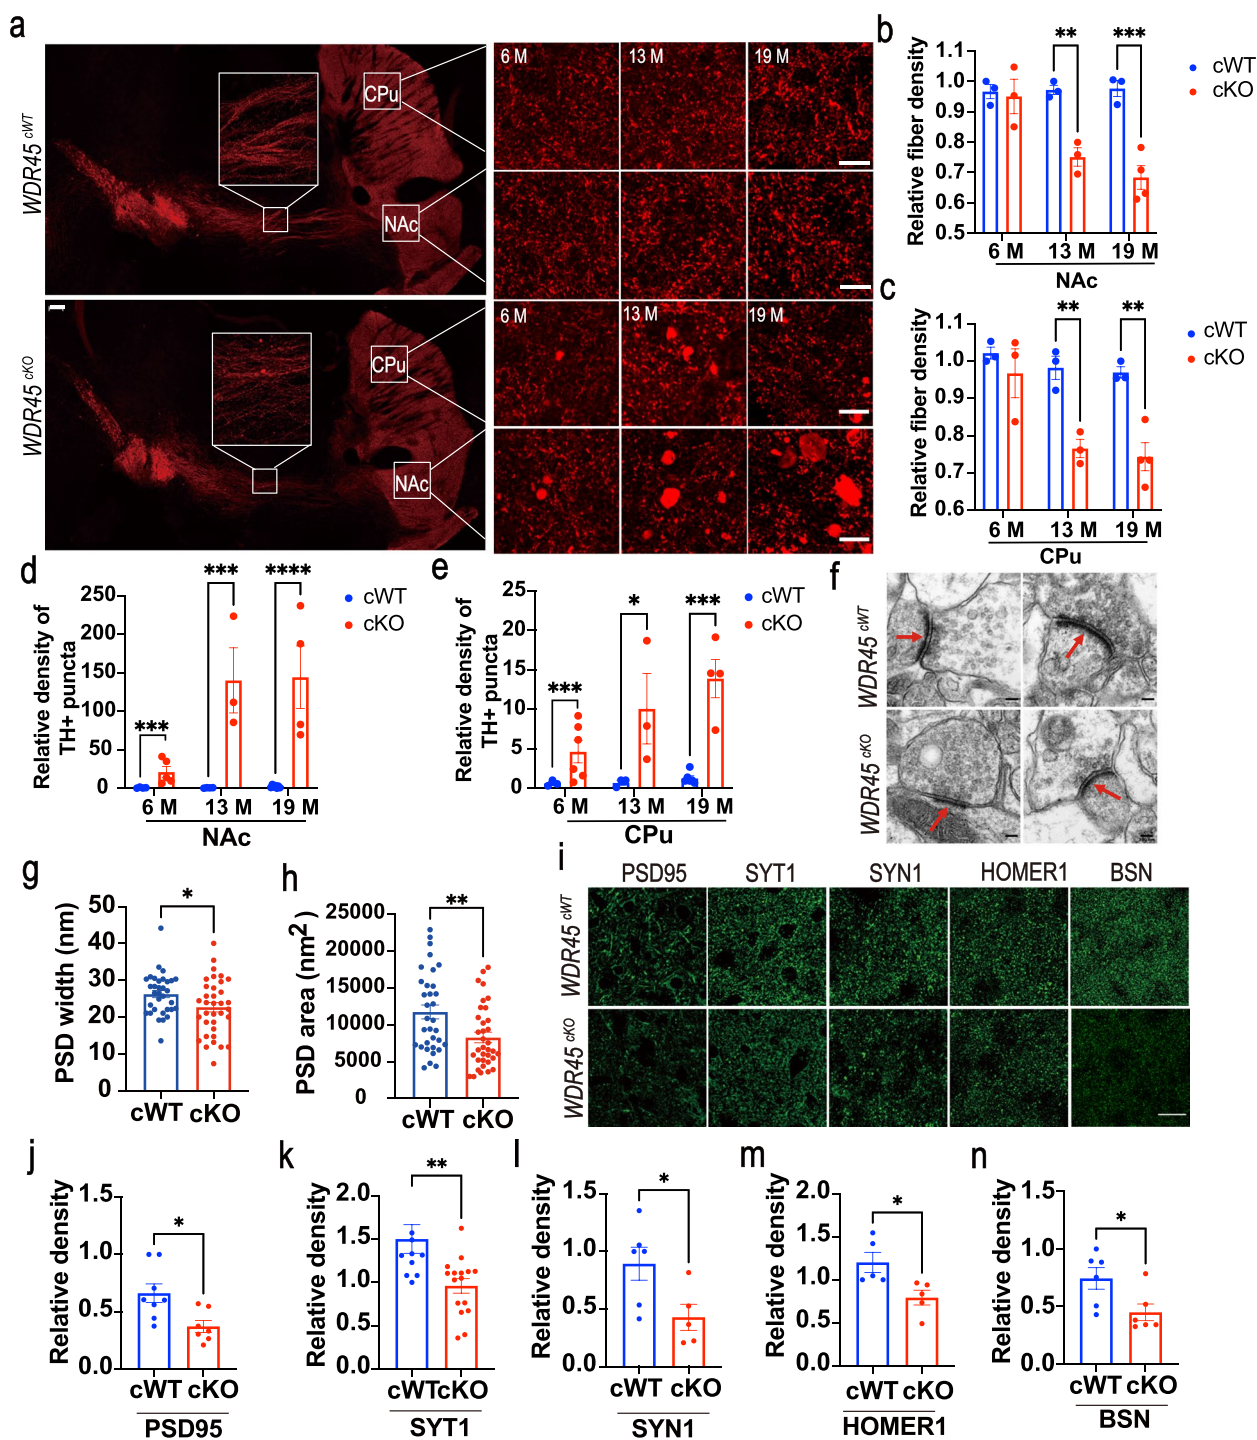 a
WDR45 cWT
CPu
NAc
6 M
13 M
19 M
WDR45 cKO
CPu
NAc
6 M
13 M
19 M
b
Relative fiber density
1.1
1.0
0.9
0.8
0.7
0.6
0.5
**
***
cWT
cKO
6 M 13 M 19 M
NAc
c
Relative fiber density
1.1
1.0
0.9
0.8
0.7
0.6
**
**
cWT
cKO
6 M 13 M 19 M
CPu
d
Relative density of
TH+ puncta
250
200
150
100
50
0
***
***
****
cWT
cKO
6 M 13 M 19 M
NAc
e
Relative density of
TH+ puncta
25
20
15
10
5
0
***
*
***
cWT
cKO
6 M 13 M 19 M
CPu
f
WDR45 cWT
WDR45 cKO
g
PSD width (nm)
50
40
30
20
10
0
*
cWT cKO
h
PSD area (nm2)
25000
20000
15000
10000
5000
0
**
cWT cKO
i
PSD95 SYT1 SYN1 HOMER1 BSN
WDR45 cWT
WDR45 cKO
j
Relative density
1.5
1.0
0.5
0.0
*
cWT cKO
PSD95
k
Relative density
2.0
1.5
1.0
0.5
0.0
**
cWTcKO
SYT1
l
Relative density
1.5
1.0
0.5
0.0
*
cWT cKO
SYN1
m
Relative density
2.0
1.5
1.0
0.5
0.0
*
cWT cKO
HOMER1
n
Relative density
1.5
1.0
0.5
0.0
*
cWT cKO
BSN